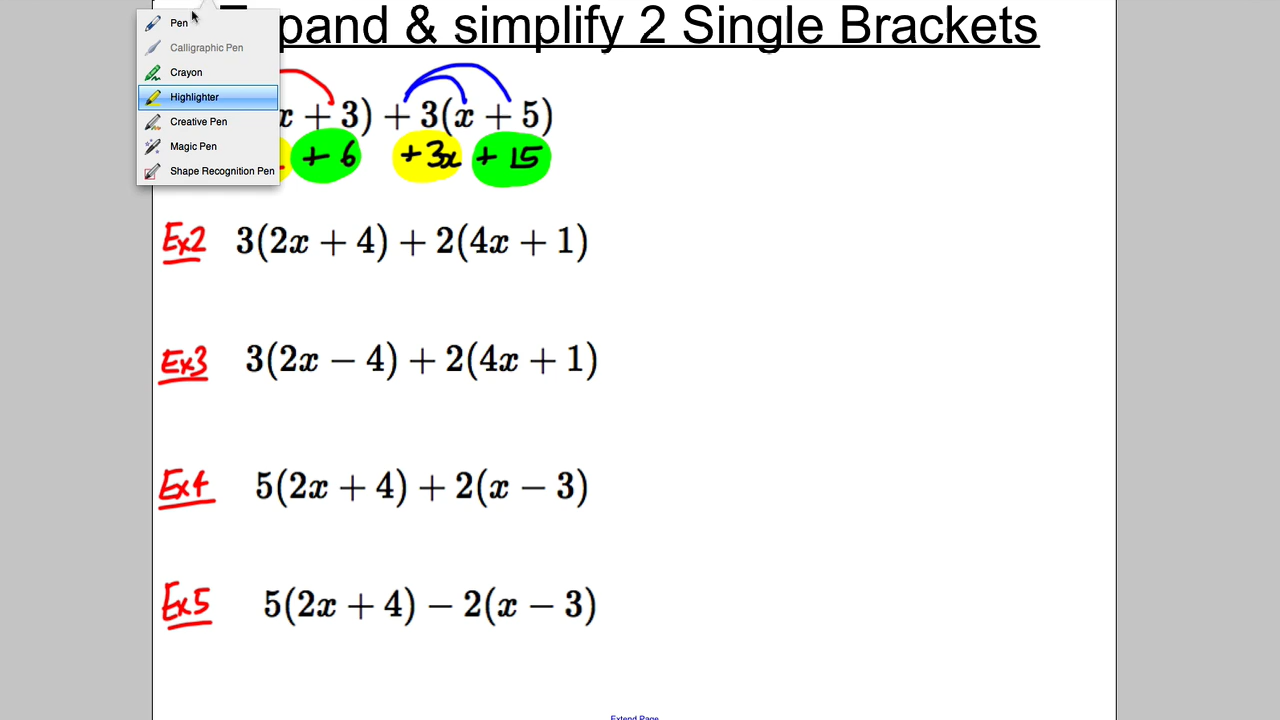 pand & simplify 2 Single Brackets
Pen
Calligraphic Pen
Crayon
Highlighter
Creative Pen
Magic Pen
Shape Recognition Pen
x + 3) + 3(x + 5)
+ 6 + 3x + 15
Ex2 3(2x + 4) + 2(4x + 1)
Ex3 3(2x − 4) + 2(4x + 1)
Ex4 5(2x + 4) + 2(x − 3)
Ex5 5(2x + 4) − 2(x − 3)
Extend Page